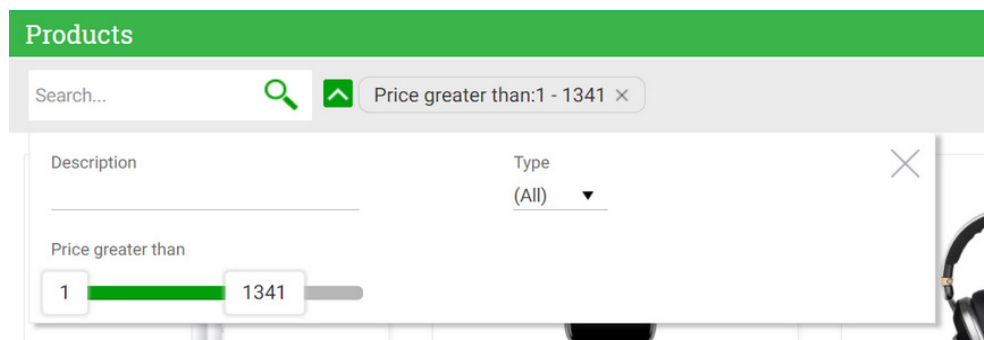 Products
Search...
Price greater than:1 - 1341 ×
Description
Type
(All)
Price greater than
1
1341